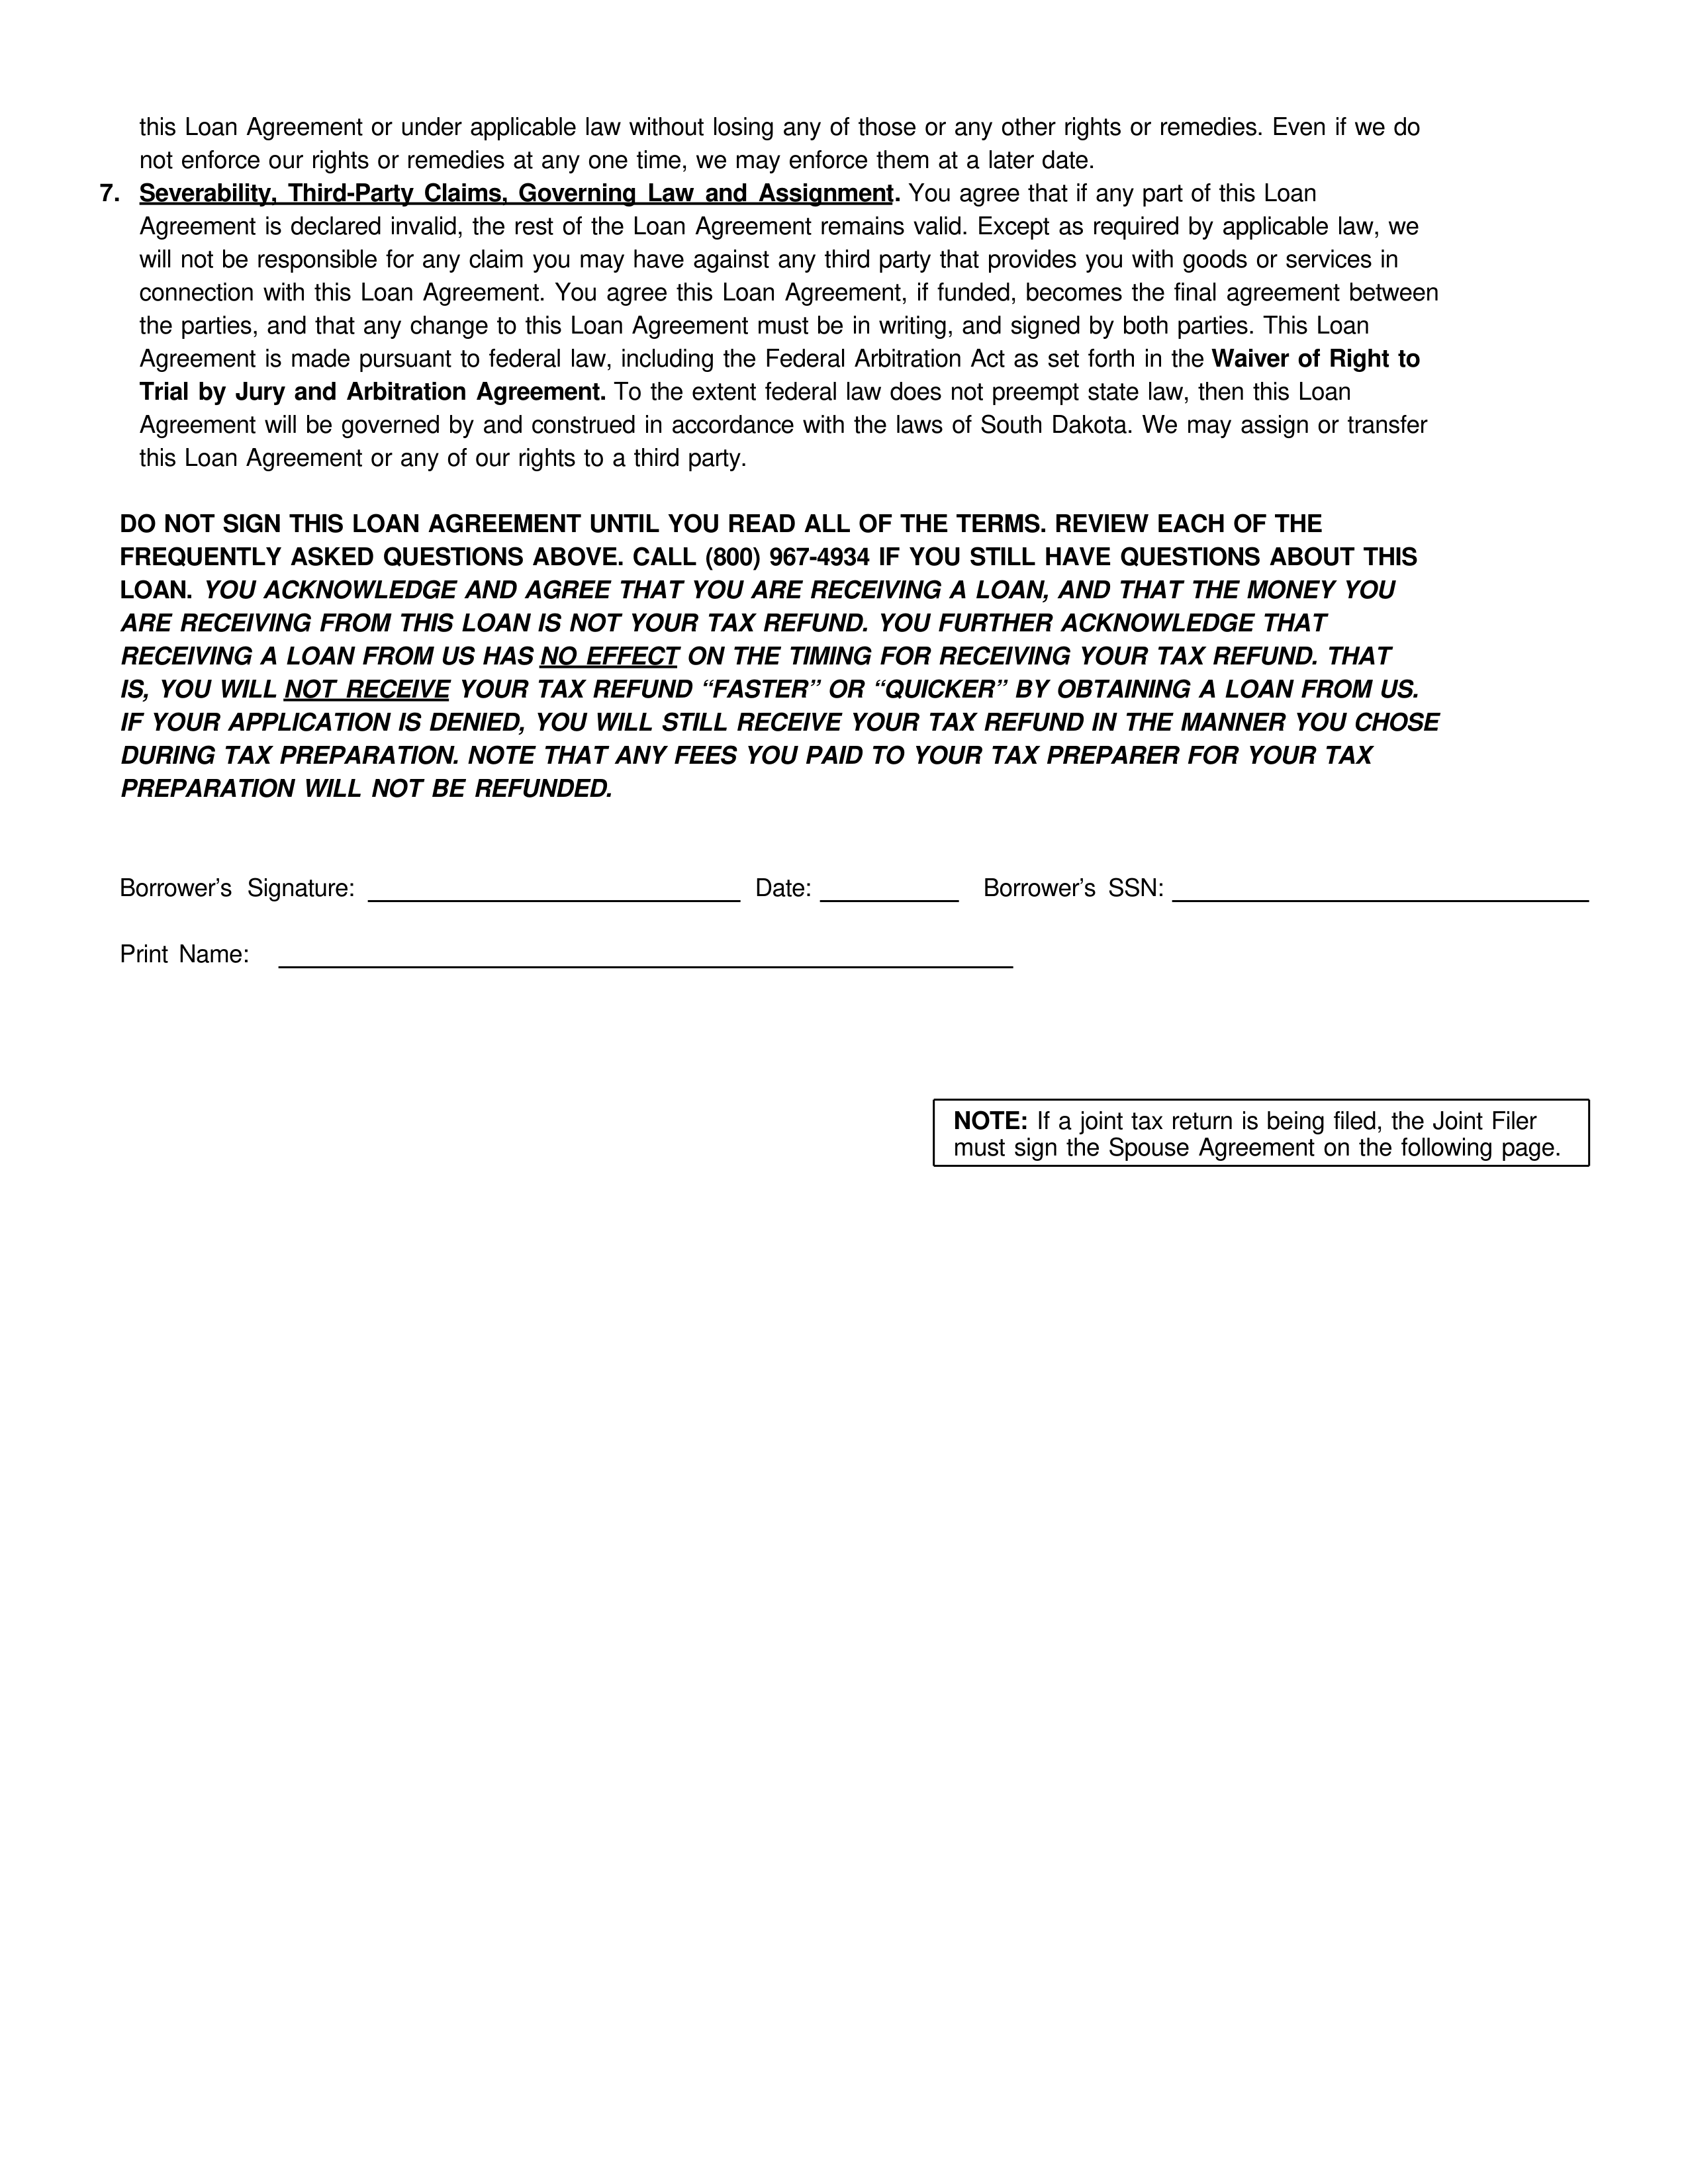 this Loan Agreement or under applicable law without losing any of those or any other rights or remedies. Even if we do
not enforce our rights or remedies at any one time, we may enforce them at a later date.
7. Severability, Third-Party Claims, Governing Law and Assignment. You agree that if any part of this Loan
Agreement is declared invalid, the rest of the Loan Agreement remains valid. Except as required by applicable law, we
will not be responsible for any claim you may have against any third party that provides you with goods or services in
connection with this Loan Agreement. You agree this Loan Agreement, if funded, becomes the final agreement between
the parties, and that any change to this Loan Agreement must be in writing, and signed by both parties. This Loan
Agreement is made pursuant to federal law, including the Federal Arbitration Act as set forth in the Waiver of Right to
Trial by Jury and Arbitration Agreement. To the extent federal law does not preempt state law, then this Loan
Agreement will be governed by and construed in accordance with the laws of South Dakota. We may assign or transfer
this Loan Agreement or any of our rights to a third party.
DO NOT SIGN THIS LOAN AGREEMENT UNTIL YOU READ ALL OF THE TERMS. REVIEW EACH OF THE
FREQUENTLY ASKED QUESTIONS ABOVE. CALL (800) 967-4934 IF YOU STILL HAVE QUESTIONS ABOUT THIS
LOAN. YOU ACKNOWLEDGE AND AGREE THAT YOU ARE RECEIVING A LOAN, AND THAT THE MONEY YOU
ARE RECEIVING FROM THIS LOAN IS NOT YOUR TAX REFUND. YOU FURTHER ACKNOWLEDGE THAT
RECEIVING A LOAN FROM US HAS NO EFFECT ON THE TIMING FOR RECEIVING YOUR TAX REFUND. THAT
IS, YOU WILL NOT RECEIVE YOUR TAX REFUND “FASTER” OR “QUICKER” BY OBTAINING A LOAN FROM US.
IF YOUR APPLICATION IS DENIED, YOU WILL STILL RECEIVE YOUR TAX REFUND IN THE MANNER YOU CHOSE
DURING TAX PREPARATION. NOTE THAT ANY FEES YOU PAID TO YOUR TAX PREPARER FOR YOUR TAX
PREPARATION WILL NOT BE REFUNDED.
Borrower’s Signature: Date: Borrower’s SSN:
Print Name:
NOTE: If a joint tax return is being filed, the Joint Filer
must sign the Spouse Agreement on the following page.